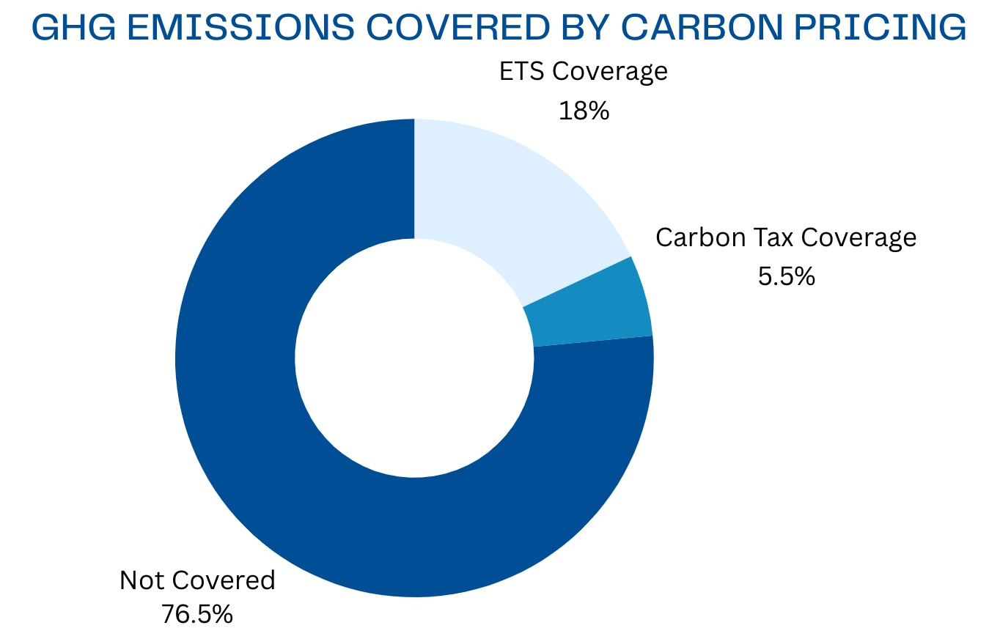 GHG EMISSIONS COVERED BY CARBON PRICING
ETS Coverage
18%
Carbon Tax Coverage
5.5%
Not Covered
76.5%